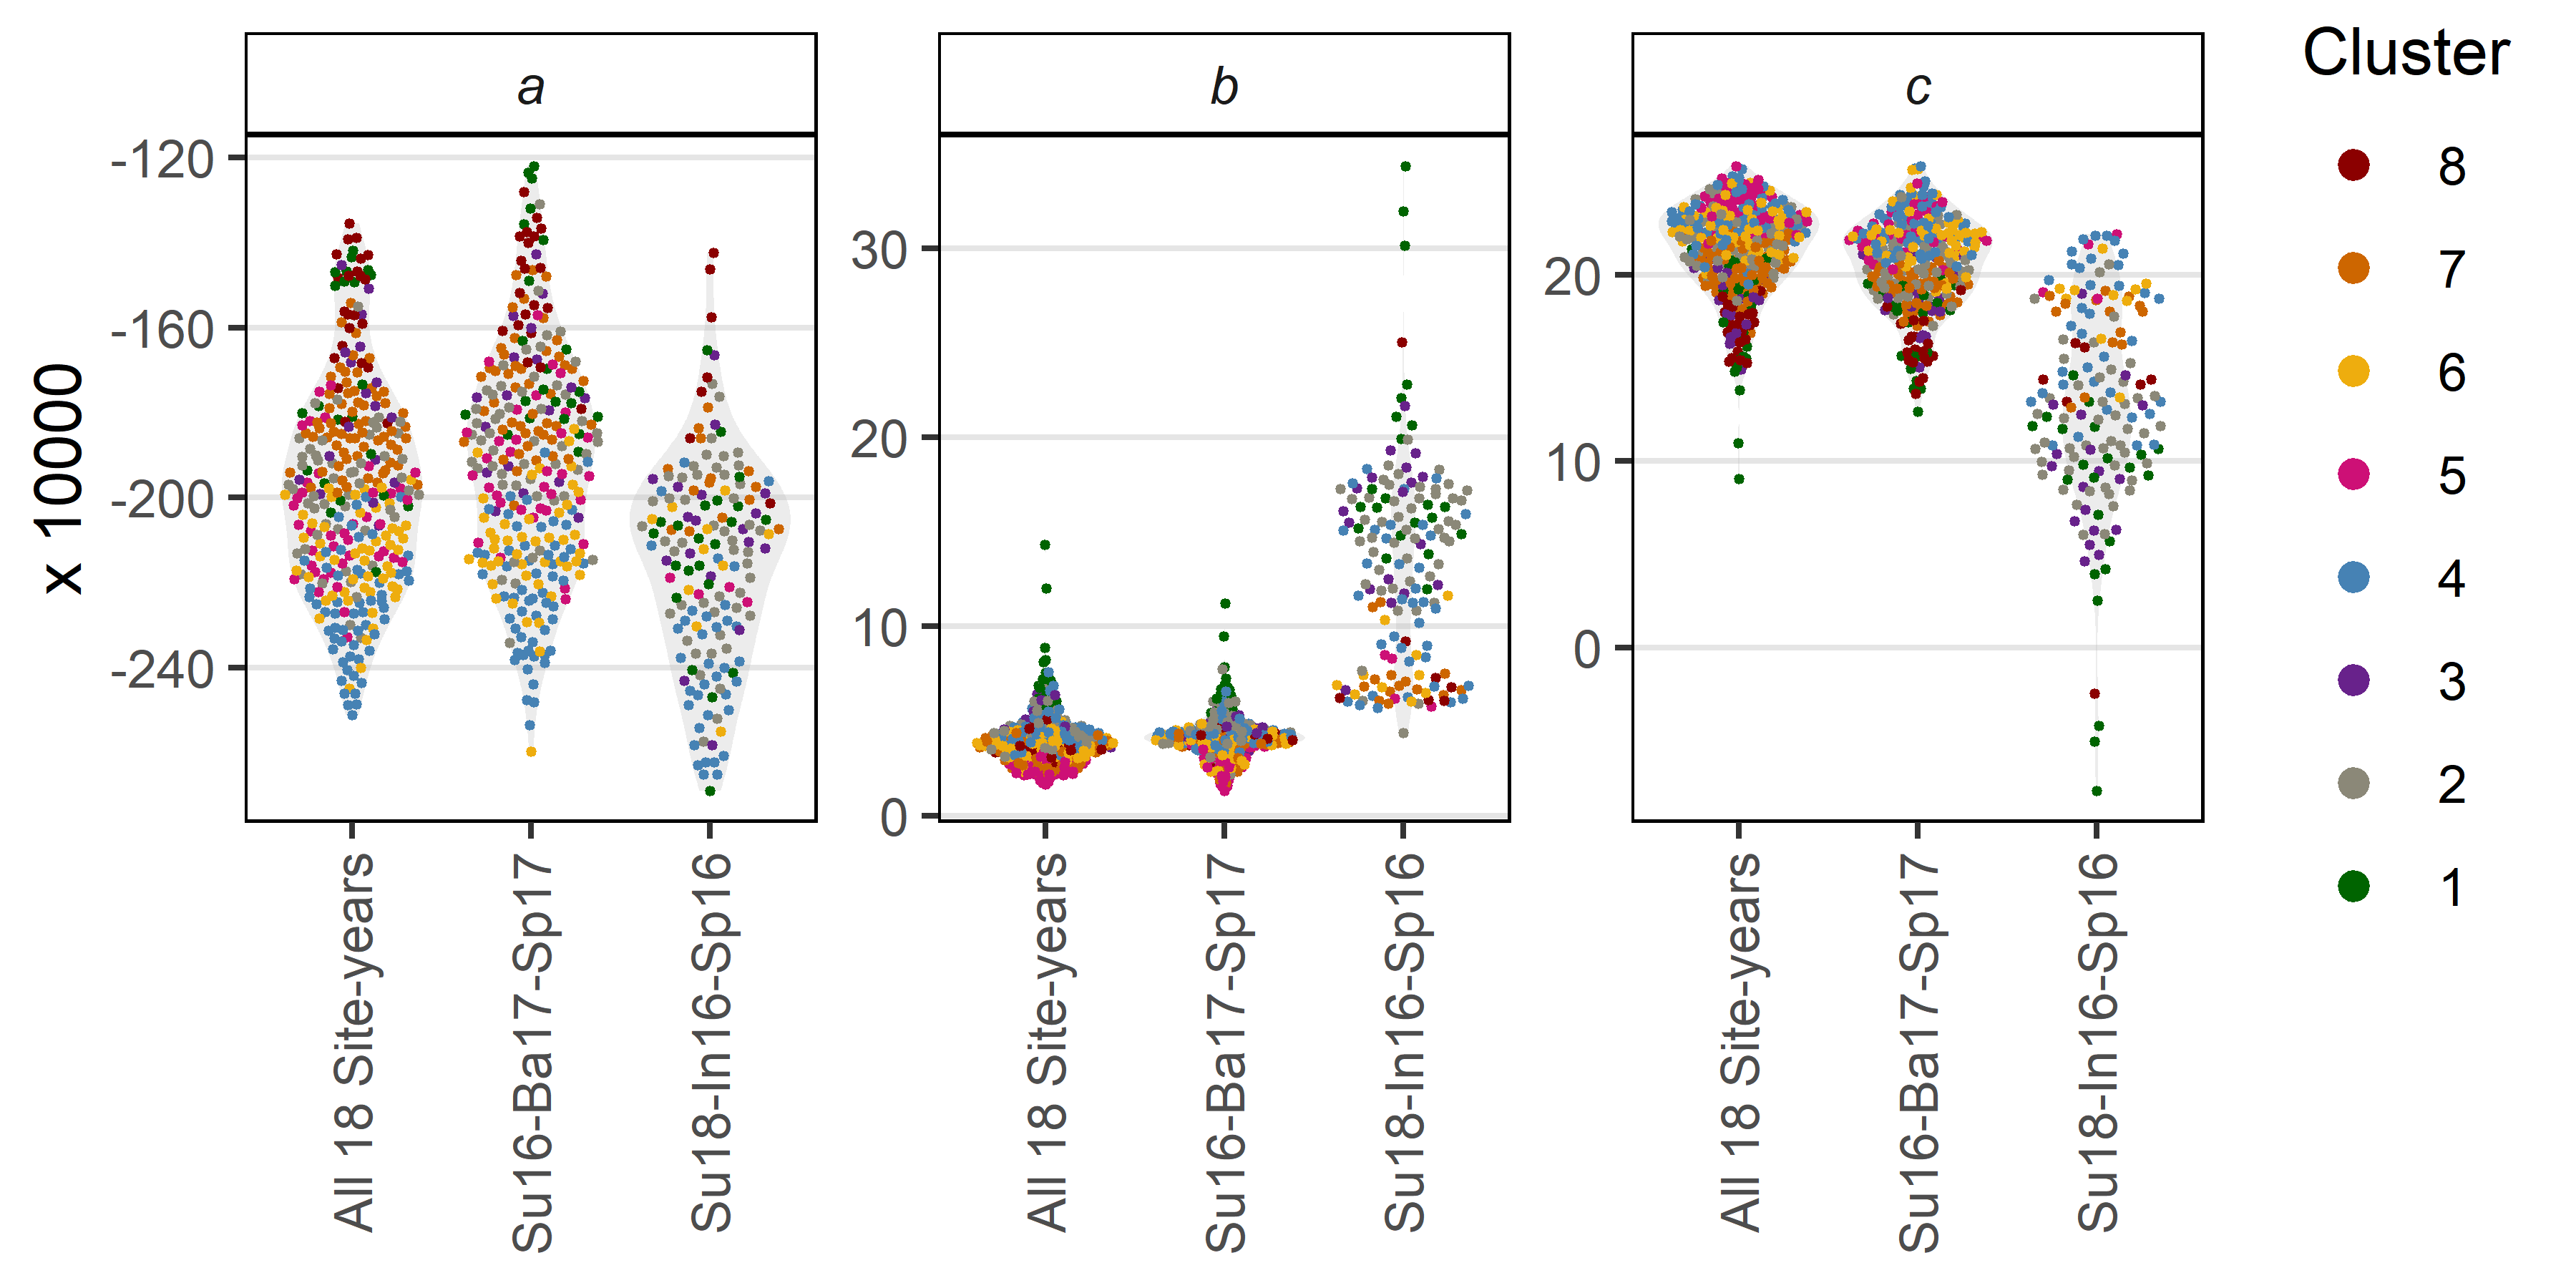 a
b
c
Cluster
8
7
6
5
4
3
2
1
x 10000
-120
-160
-200
-240
30
20
10
0
20
10
0
All 18 Site-years
Su16-Ba17-Sp17
Su18-In16-Sp16
All 18 Site-years
Su16-Ba17-Sp17
Su18-In16-Sp16
All 18 Site-years
Su16-Ba17-Sp17
Su18-In16-Sp16